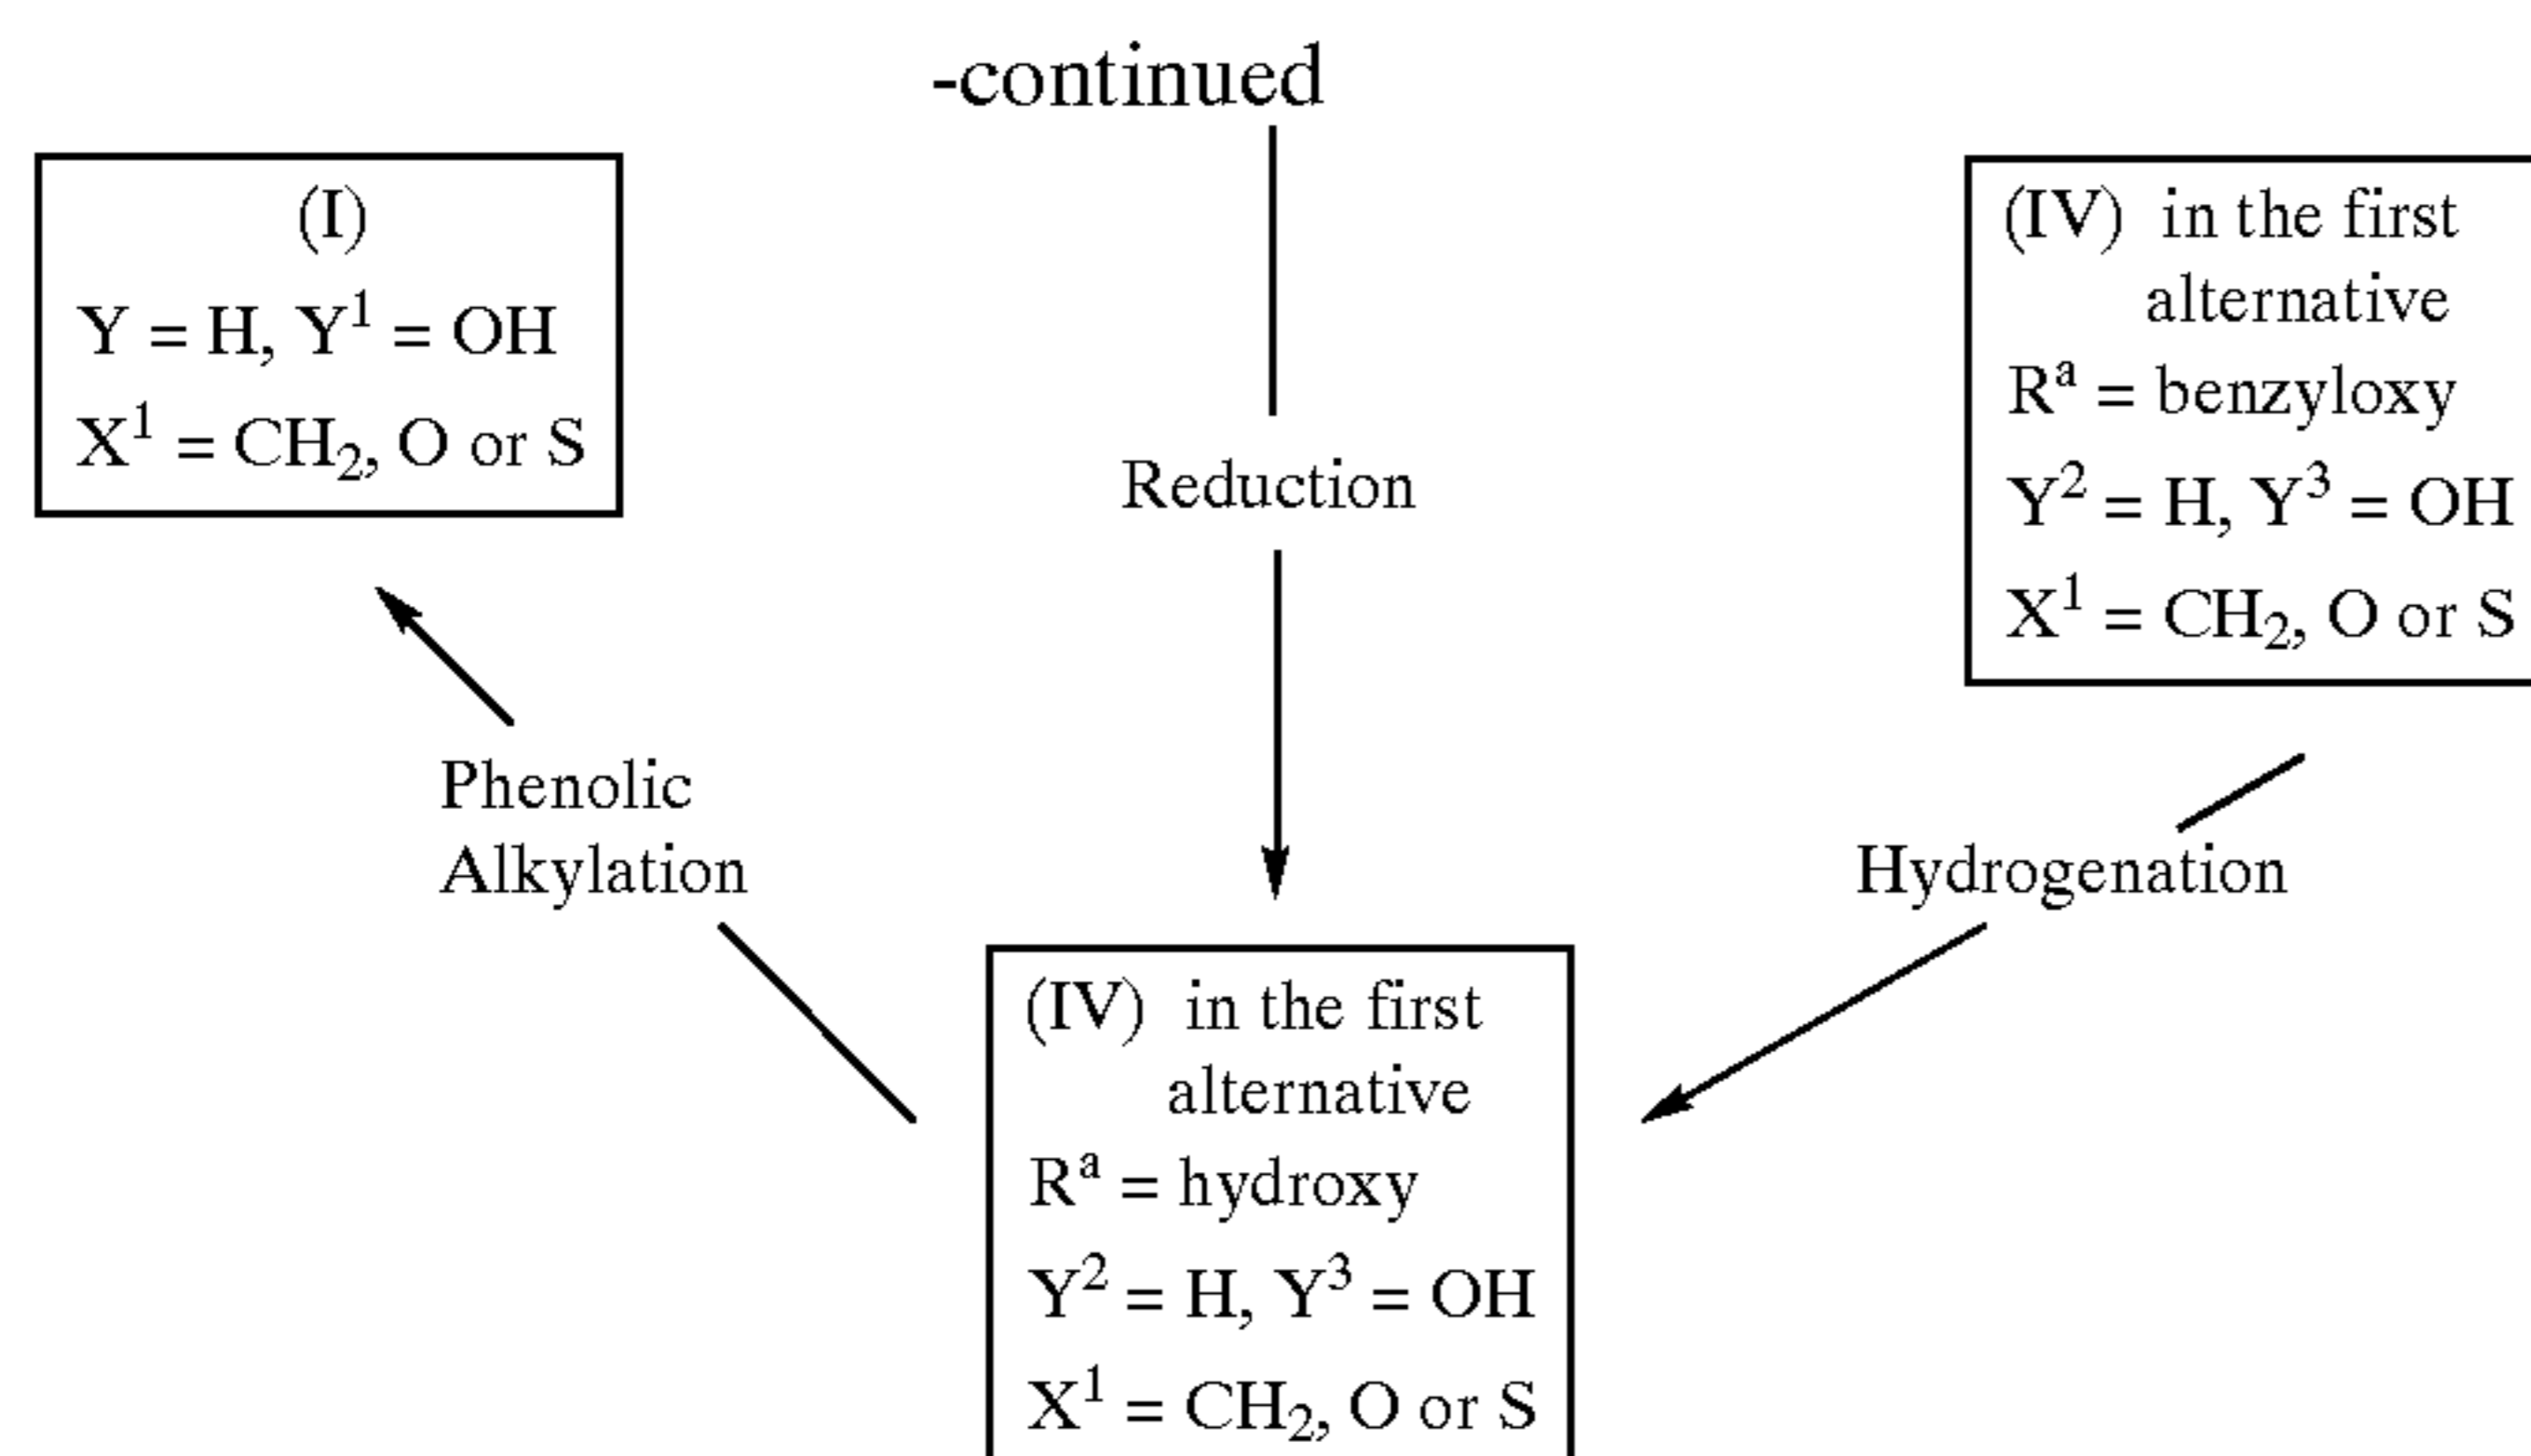 -continued
(I)
Y = H, Y¹ = OH
X¹ = CH₂, O or S
Reduction
(IV) in the first
alternative
Rᵃ = benzyloxy
Y² = H, Y³ = OH
X¹ = CH₂, O or S
Phenolic
Alkylation
Hydrogenation
(IV) in the first
alternative
Rᵃ = hydroxy
Y² = H, Y³ = OH
X¹ = CH₂, O or S